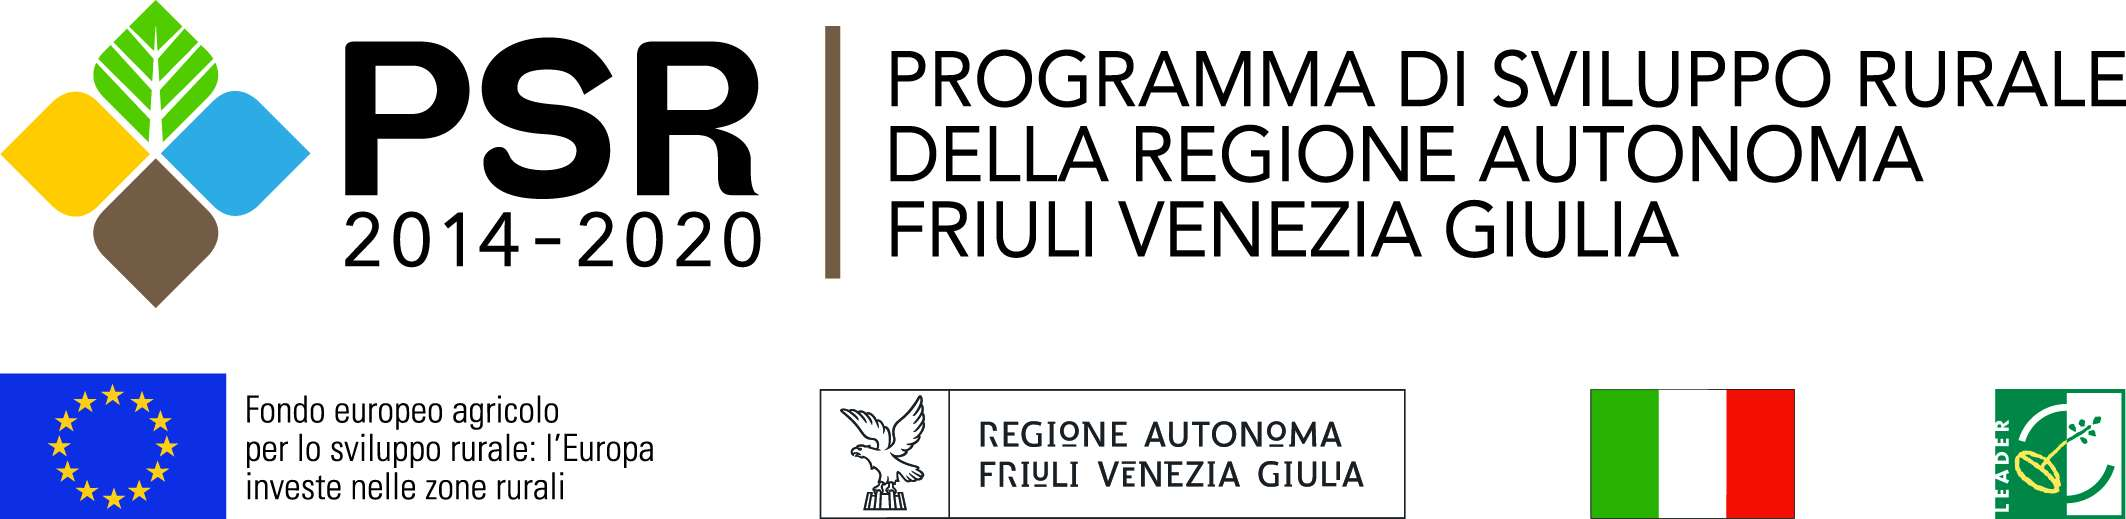 PSR
2014-2020
PROGRAMMA DI SVILUPPO RURALE
DELLA REGIONE AUTONOMA
FRIULI VENEZIA GIULIA
Fondo europeo agricolo
per lo sviluppo rurale: l'Europa
investe nelle zone rurali
REGIONE AUTONOMA
FRIULI VENEZIA GIULIA
LEADER